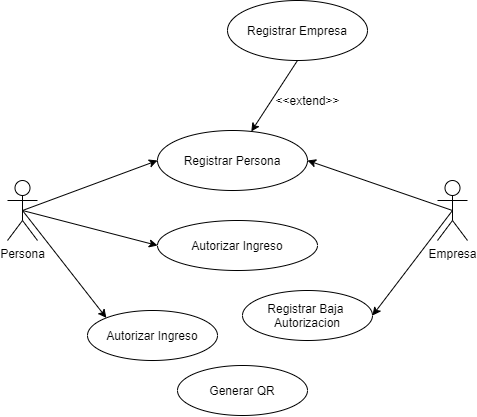 Registrar Empresa
<<extend>>
Registrar Persona
Persona
Autorizar Ingreso
Empresa
Registrar Baja
Autorizacion
Autorizar Ingreso
Generar QR